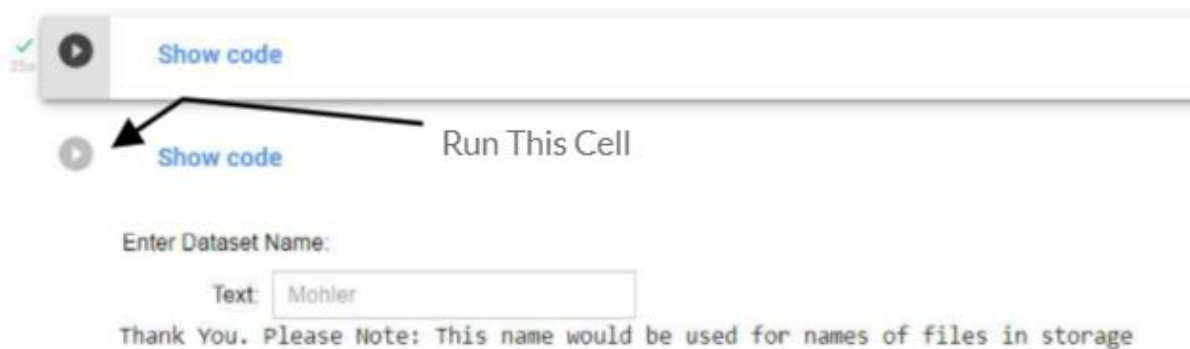 Show code
Run This Cell
Show code
Enter Dataset Name:
Text: Mohler
Thank You. Please Note: This name would be used for names of files in storage